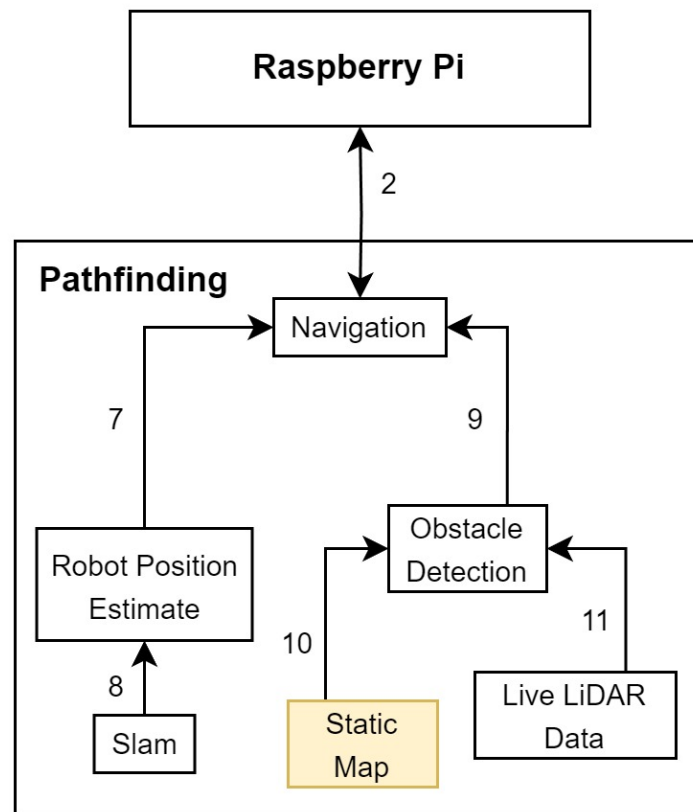 Raspberry Pi
2
Pathfinding
Navigation
7
9
Obstacle
Detection
Robot Position
Estimate
10
11
8
Live LiDAR
Data
Static
Map
Slam